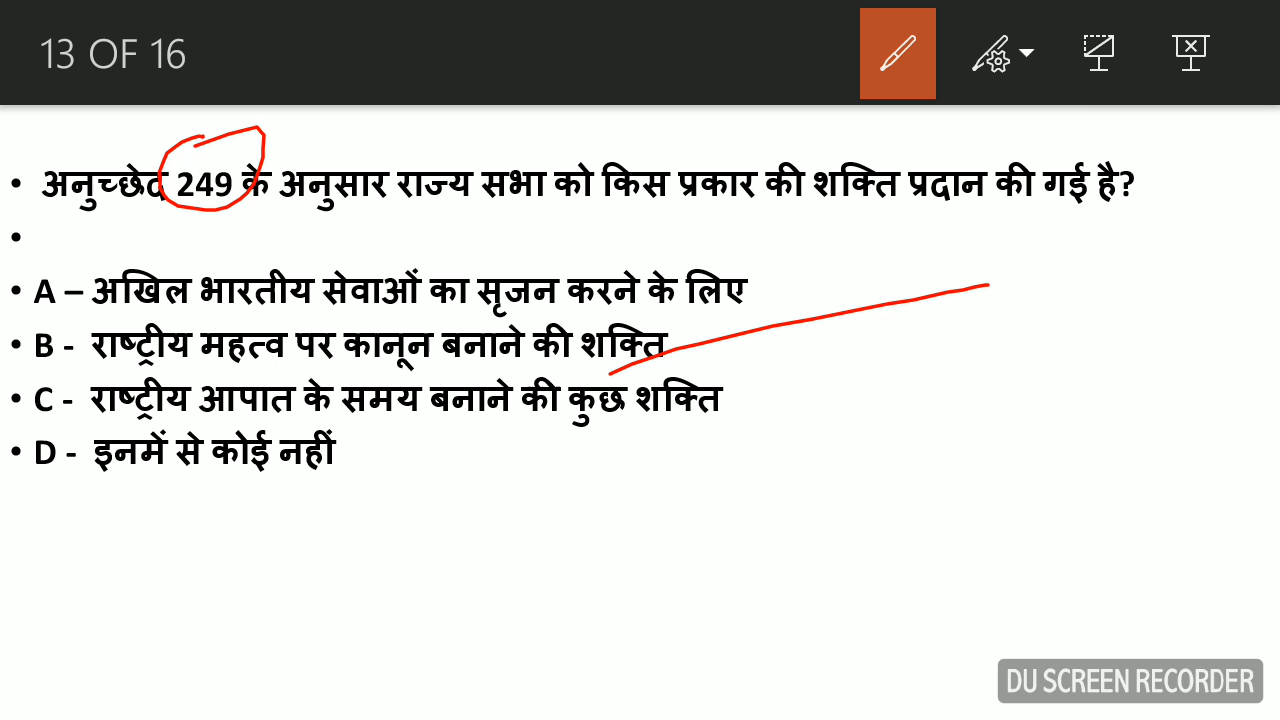 13 OF 16
• अनुच्छेद 249 के अनुसार राज्य सभा को किस प्रकार की शक्ति प्रदान की गई है?
•
• A – अखिल भारतीय सेवाओं का सृजन करने के लिए
• B - राष्ट्रीय महत्व पर कानून बनाने की शक्ति
• C - राष्ट्रीय आपात के समय बनाने की कुछ शक्ति
• D - इनमें से कोई नहीं
DU SCREEN RECORDER